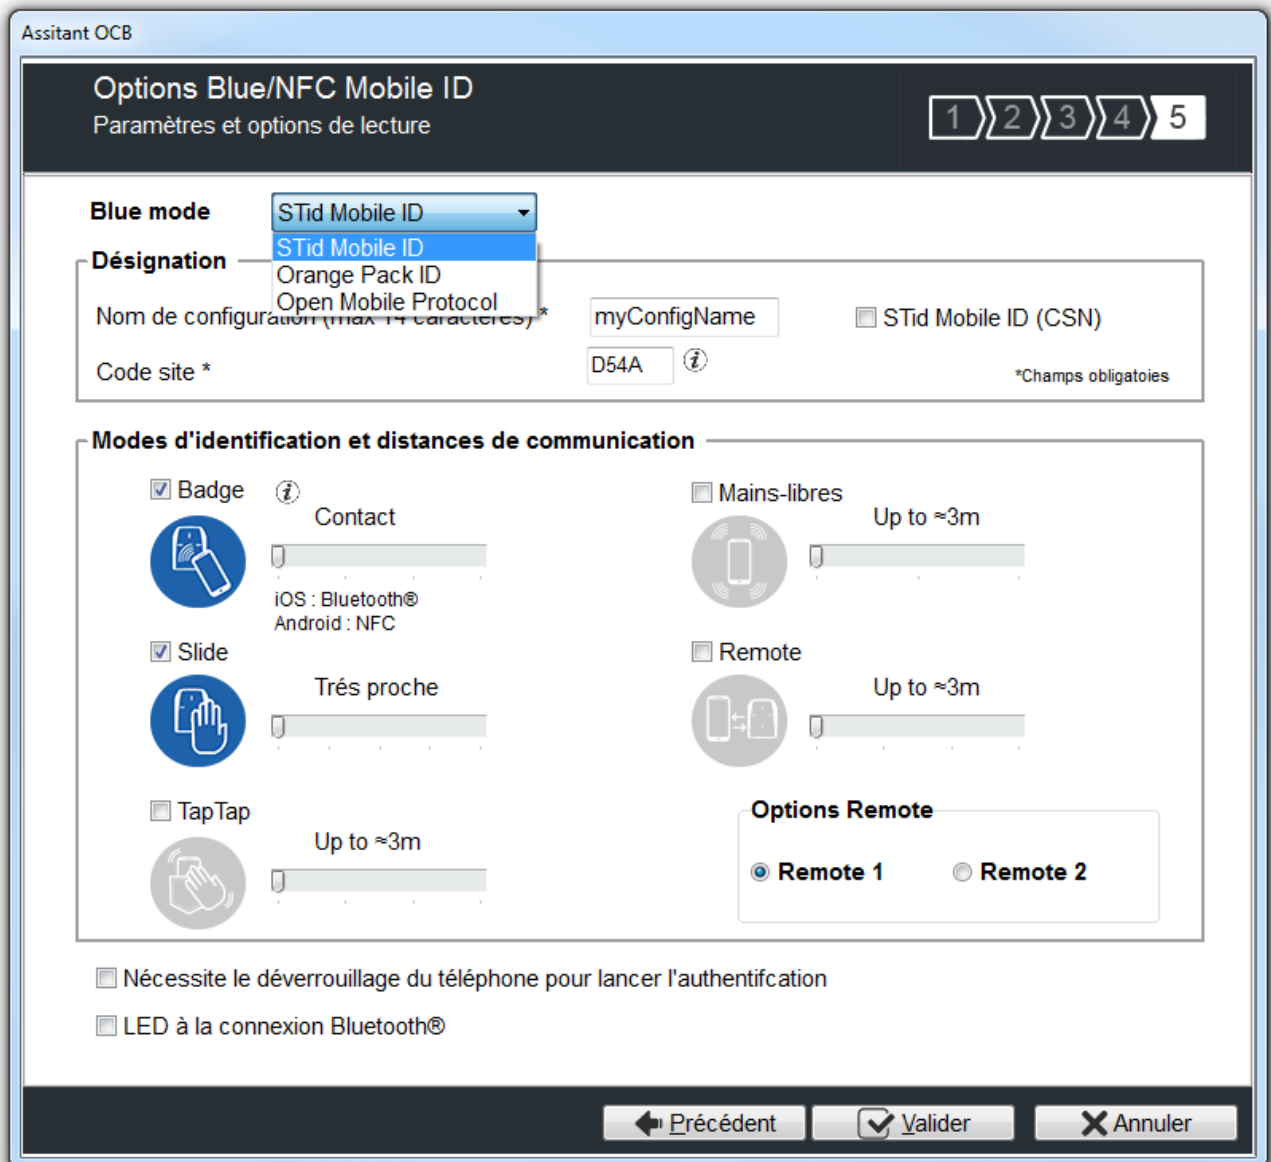 Assitant OCB
Options Blue/NFC Mobile ID
Paramètres et options de lecture
1 2 3 4 5
Blue mode STid Mobile ID
STid Mobile ID
Orange Pack ID
Open Mobile Protocol
Désignation
Nom de configuration (max 14 caractères) * myConfigName STid Mobile ID (CSN)
Code site * D54A i
*Champs obligatoies
Modes d'identification et distances de communication
Badge i
Contact
iOS : Bluetooth®
Android : NFC
Mains-libres
Up to ≈3m
Slide
Trés proche
Remote
Up to ≈3m
TapTap
Up to ≈3m
Options Remote
Remote 1 Remote 2
Nécessite le déverrouillage du téléphone pour lancer l'authentifcation
LED à la connexion Bluetooth®
Précédent Valider Annuler